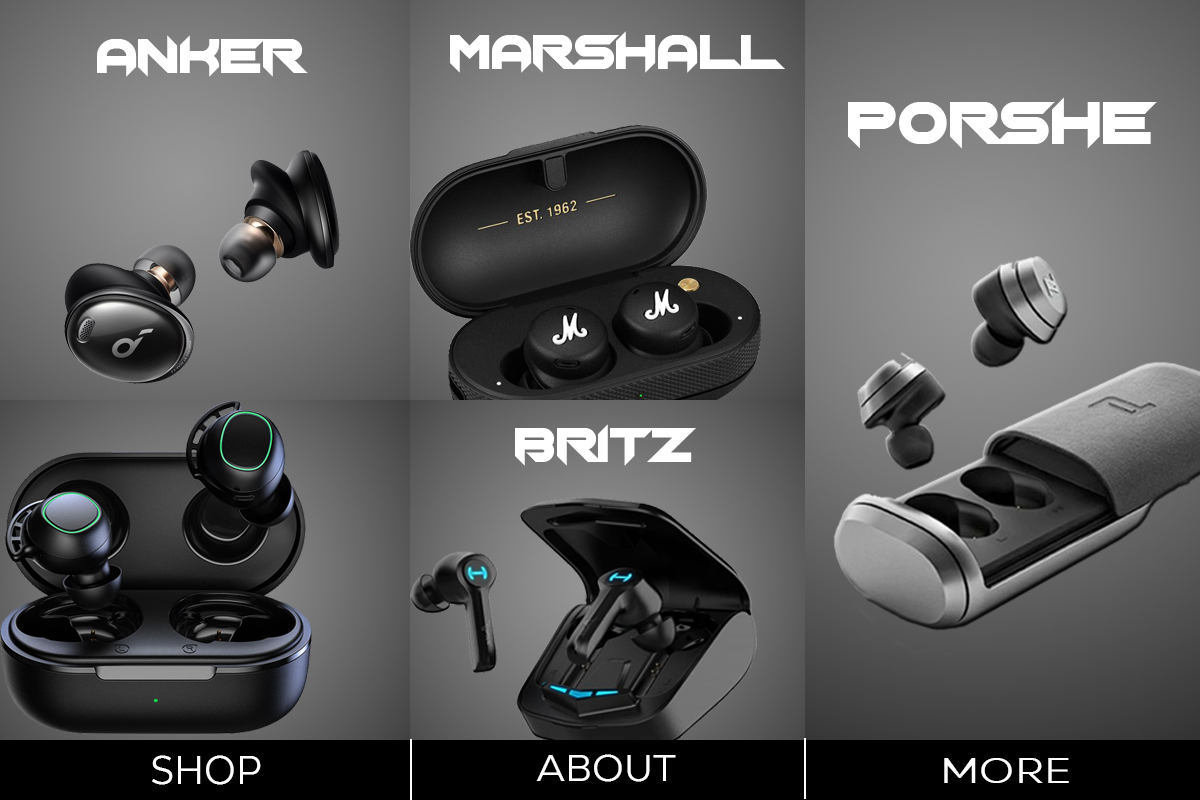 ANKER
MARSHALL
PORSHE
EST. 1962
M
M
BRITZ
SHOP
ABOUT
MORE